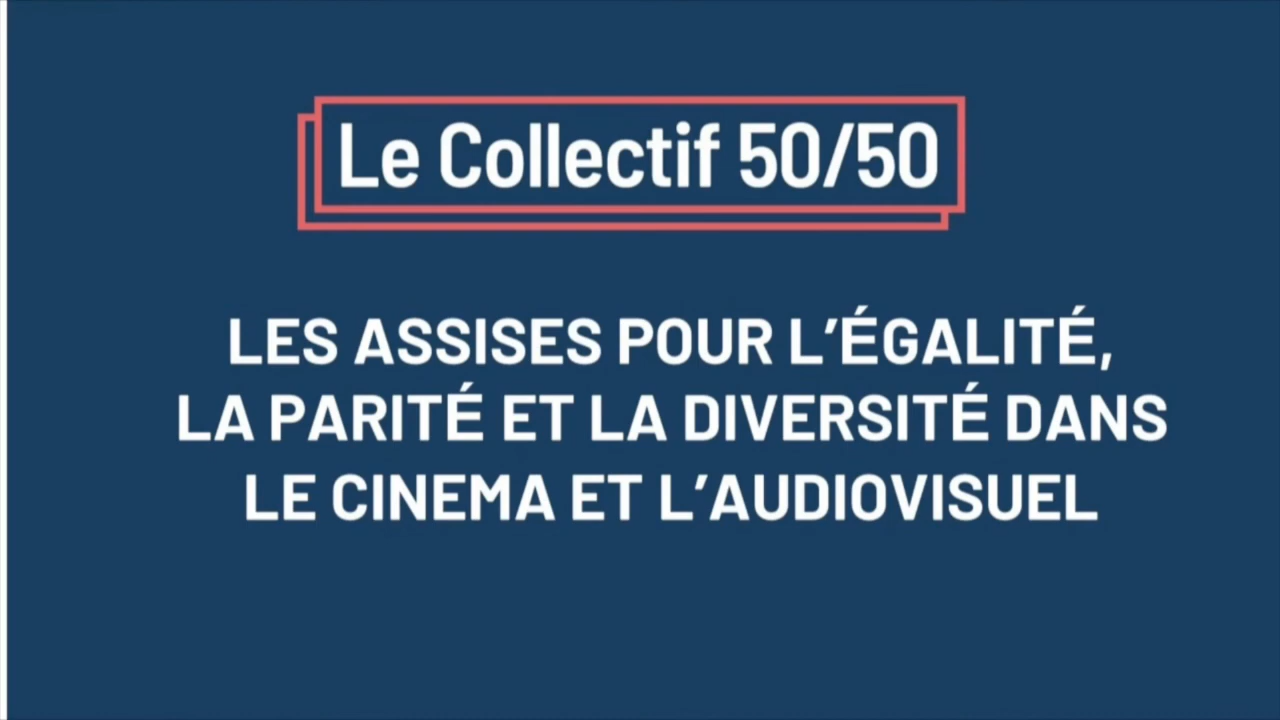 Le Collectif 50/50
LES ASSISES POUR L’ÉGALITÉ,
LA PARITÉ ET LA DIVERSITÉ DANS
LE CINEMA ET L’AUDIOVISUEL